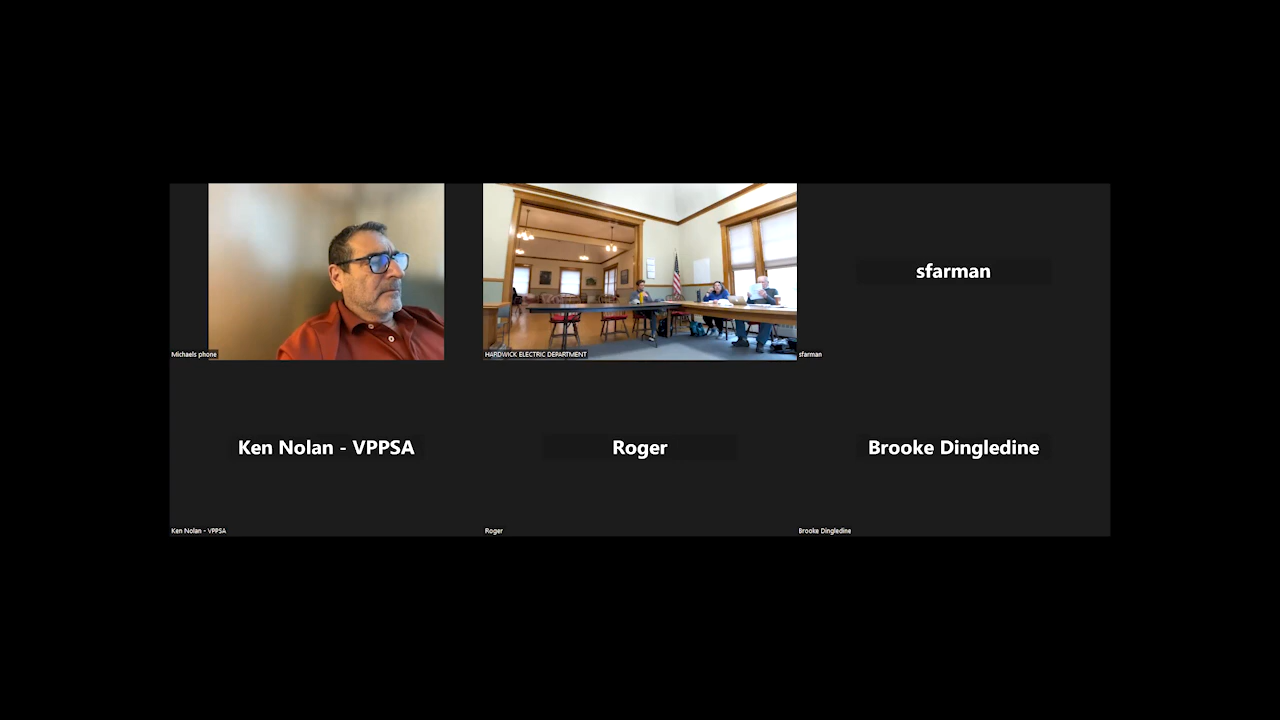 sfarman
Michaels phone
HARDWICK ELECTRIC DEPARTMENT
sfarman
Ken Nolan - VPPSA
Roger
Brooke Dingledine
Ken Nolan - VPPSA
Roger
Brooke Dingledine